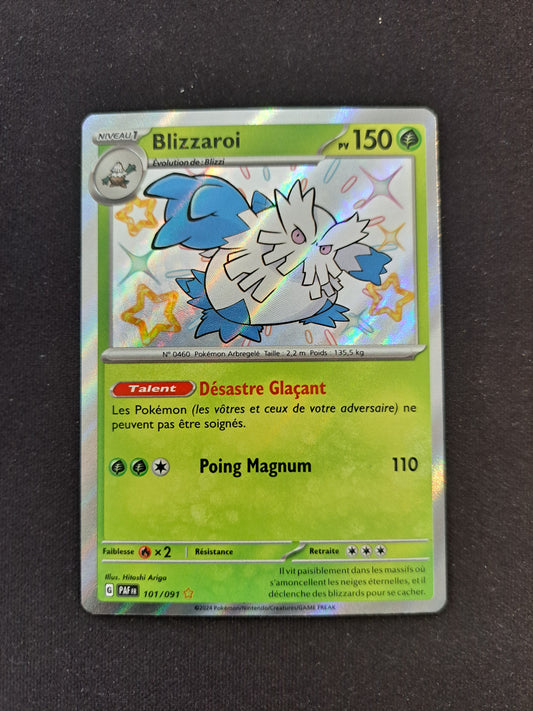 NIVEAU 1
Blizzaroi
PV 150
Évolution de : Blizzi
N° 0460 Pokémon Arbregelé Taille : 2,2 m Poids : 135,5 kg
Talent Désastre Glaçant
Les Pokémon (les vôtres et ceux de votre adversaire) ne
peuvent pas être soignés.
Poing Magnum 110
Faiblesse ×2 Résistance Retraite
Illus. Hitoshi Ariga
Il vit paisiblement dans les massifs où
s'amoncellent les neiges éternelles, et il
déclenche des blizzards pour se cacher.
G PAF FR 101/091
©2024 Pokémon/Nintendo/Creatures/GAME FREAK